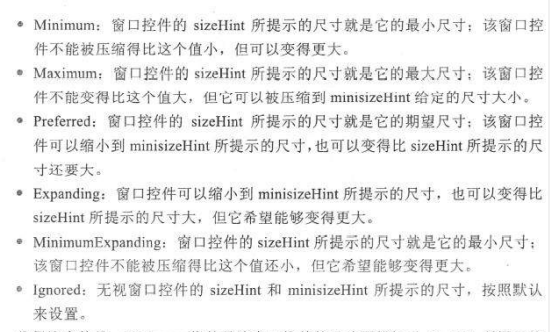 • Minimum：窗口控件的 sizeHint 所提示的尺寸就是它的最小尺寸；该窗口控
件不能被压缩得比这个值小，但可以变得更大。
• Maximum：窗口控件的 sizeHint 所提示的尺寸就是它的最大尺寸；该窗口控
件不能变得比这个值大，但它可以被压缩到 minisizeHint 给定的尺寸大小。
• Preferred：窗口控件的 sizeHint 所提示的尺寸就是它的期望尺寸；该窗口控
件可以缩小到 minisizeHint 所提示的尺寸，也可以变得比 sizeHint 所提示的尺
寸还要大。
• Expanding：窗口控件可以缩小到 minisizeHint 所提示的尺寸，也可以变得比
sizeHint 所提示的尺寸大，但它希望能够变得更大。
• MinimumExpanding：窗口控件的 sizeHint 所提示的尺寸就是它的最小尺寸；
该窗口控件不能被压缩得比这个值还小，但它希望能够变得更大。
• Ignored：无视窗口控件的 sizeHint 和 minisizeHint 所提示的尺寸，按照默认
来设置。